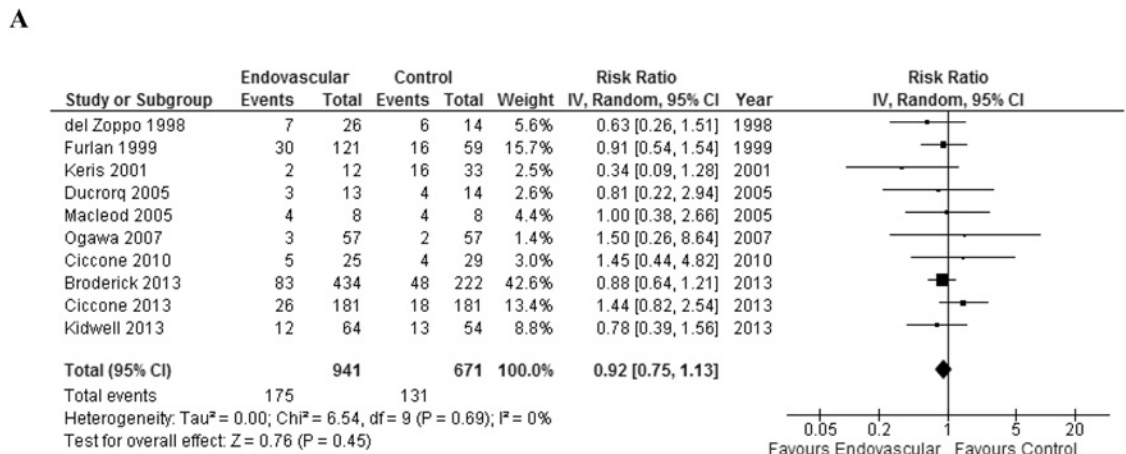 A
Endovascular Control Risk Ratio Risk Ratio
Study or Subgroup Events Total Events Total Weight IV, Random, 95% CI Year IV, Random, 95% CI
del Zoppo 1998 7 26 6 14 5.6% 0.63 [0.26, 1.51] 1998
Furlan 1999 30 121 16 59 15.7% 0.91 [0.54, 1.54] 1999
Keris 2001 2 12 16 33 2.5% 0.34 [0.09, 1.28] 2001
Ducrorq 2005 3 13 4 14 2.6% 0.81 [0.22, 2.94] 2005
Macleod 2005 4 8 4 8 4.4% 1.00 [0.38, 2.66] 2005
Ogawa 2007 3 57 2 57 1.4% 1.50 [0.26, 8.64] 2007
Ciccone 2010 5 25 4 29 3.0% 1.45 [0.44, 4.82] 2010
Broderick 2013 83 434 48 222 42.6% 0.88 [0.64, 1.21] 2013
Ciccone 2013 26 181 18 181 13.4% 1.44 [0.82, 2.54] 2013
Kidwell 2013 12 64 13 54 8.8% 0.78 [0.39, 1.56] 2013
Total (95% CI) 941 671 100.0% 0.92 [0.75, 1.13]
Total events 175 131
Heterogeneity: Tau² = 0.00; Chi² = 6.54, df = 9 (P = 0.69); I² = 0%
Test for overall effect: Z = 0.76 (P = 0.45)
0.05 0.2 1 5 20
Favours Endovascular Favours Control